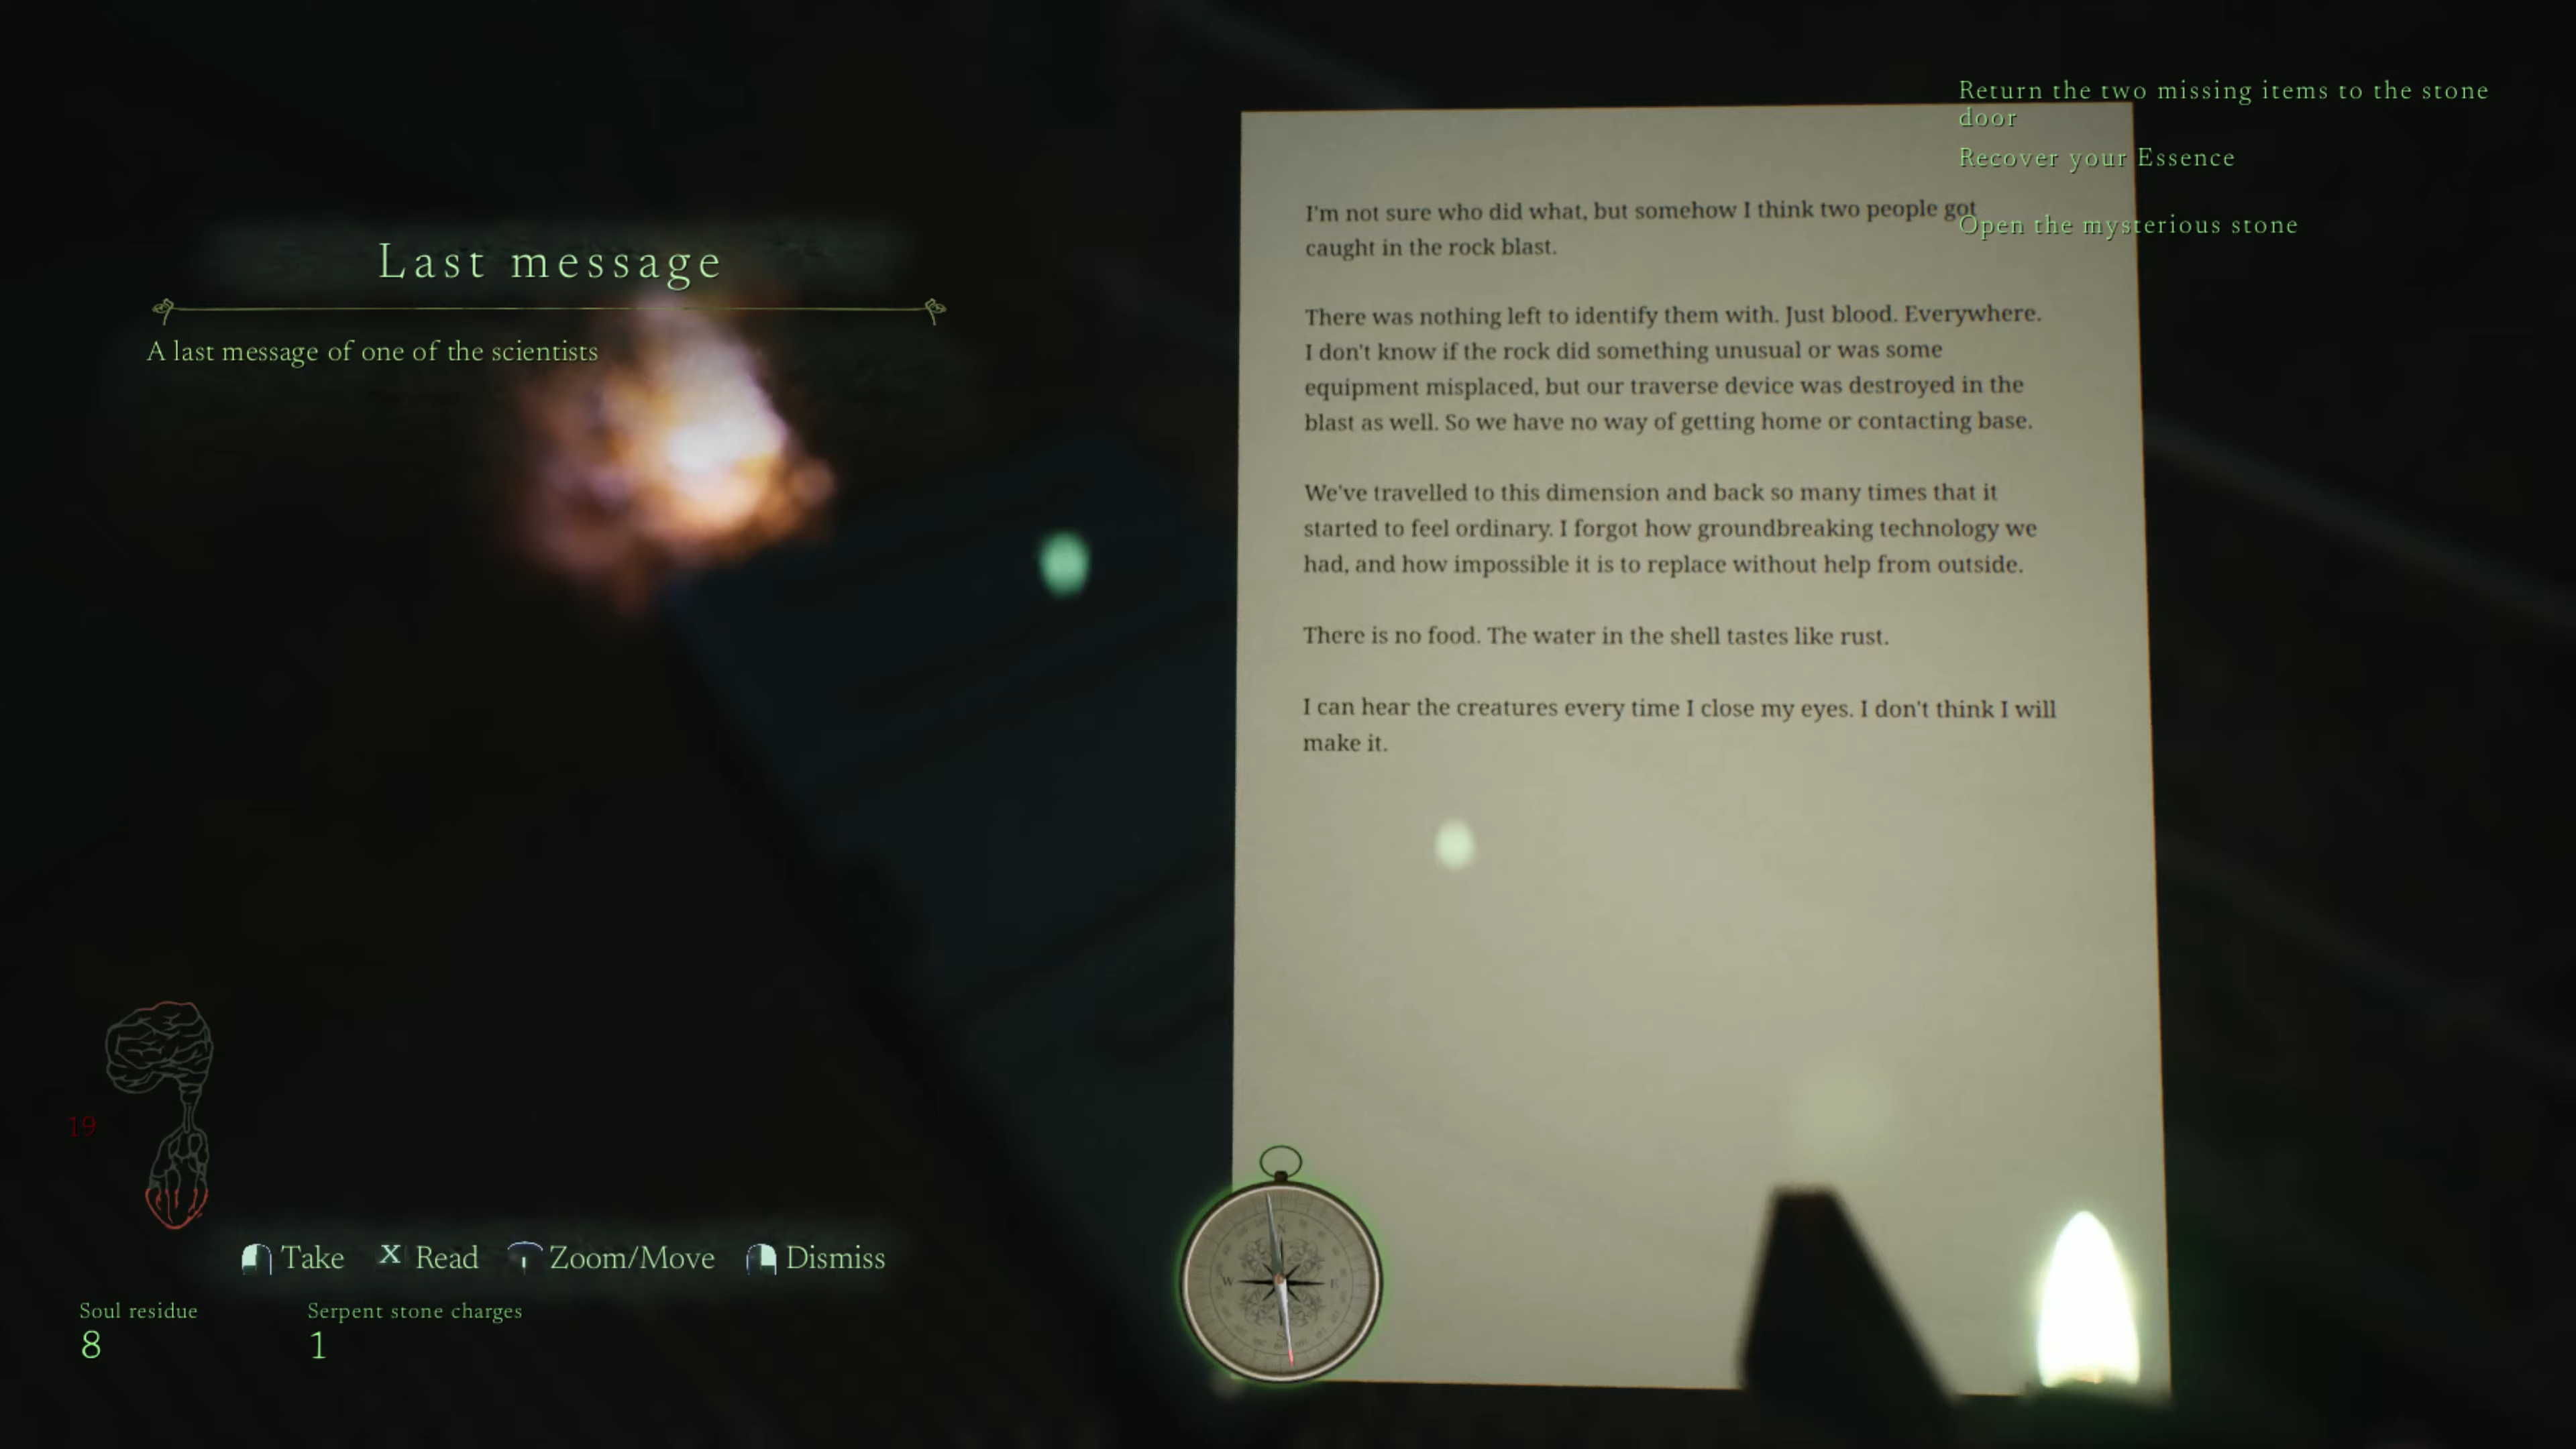 Return the two missing items to the stone
door
Recover your Essence
Open the mysterious stone
Last message
A last message of one of the scientists
I'm not sure who did what, but somehow I think two people got
caught in the rock blast.
There was nothing left to identify them with. Just blood. Everywhere.
I don't know if the rock did something unusual or was some
equipment misplaced, but our traverse device was destroyed in the
blast as well. So we have no way of getting home or contacting base.
We've travelled to this dimension and back so many times that it
started to feel ordinary. I forgot how groundbreaking technology we
had, and how impossible it is to replace without help from outside.
There is no food. The water in the shell tastes like rust.
I can hear the creatures every time I close my eyes. I don't think I will
make it.
19
Take X Read Zoom/Move Dismiss
Soul residue Serpent stone charges
8 1
N
W E